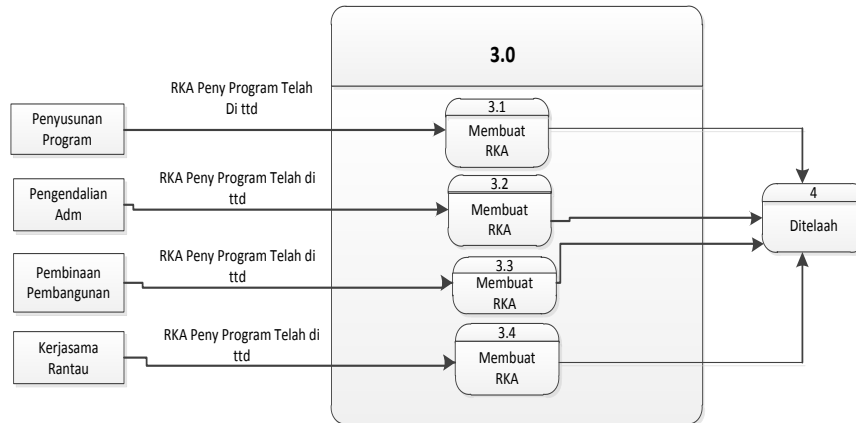 3.0
RKA Peny Program Telah
Di ttd
Penyusunan
Program
3.1
Membuat
RKA
RKA Peny Program Telah di
ttd
Pengendalian
Adm
3.2
Membuat
RKA
4
Ditelaah
RKA Peny Program Telah di
ttd
Pembinaan
Pembangunan
3.3
Membuat
RKA
RKA Peny Program Telah di
ttd
Kerjasama
Rantau
3.4
Membuat
RKA